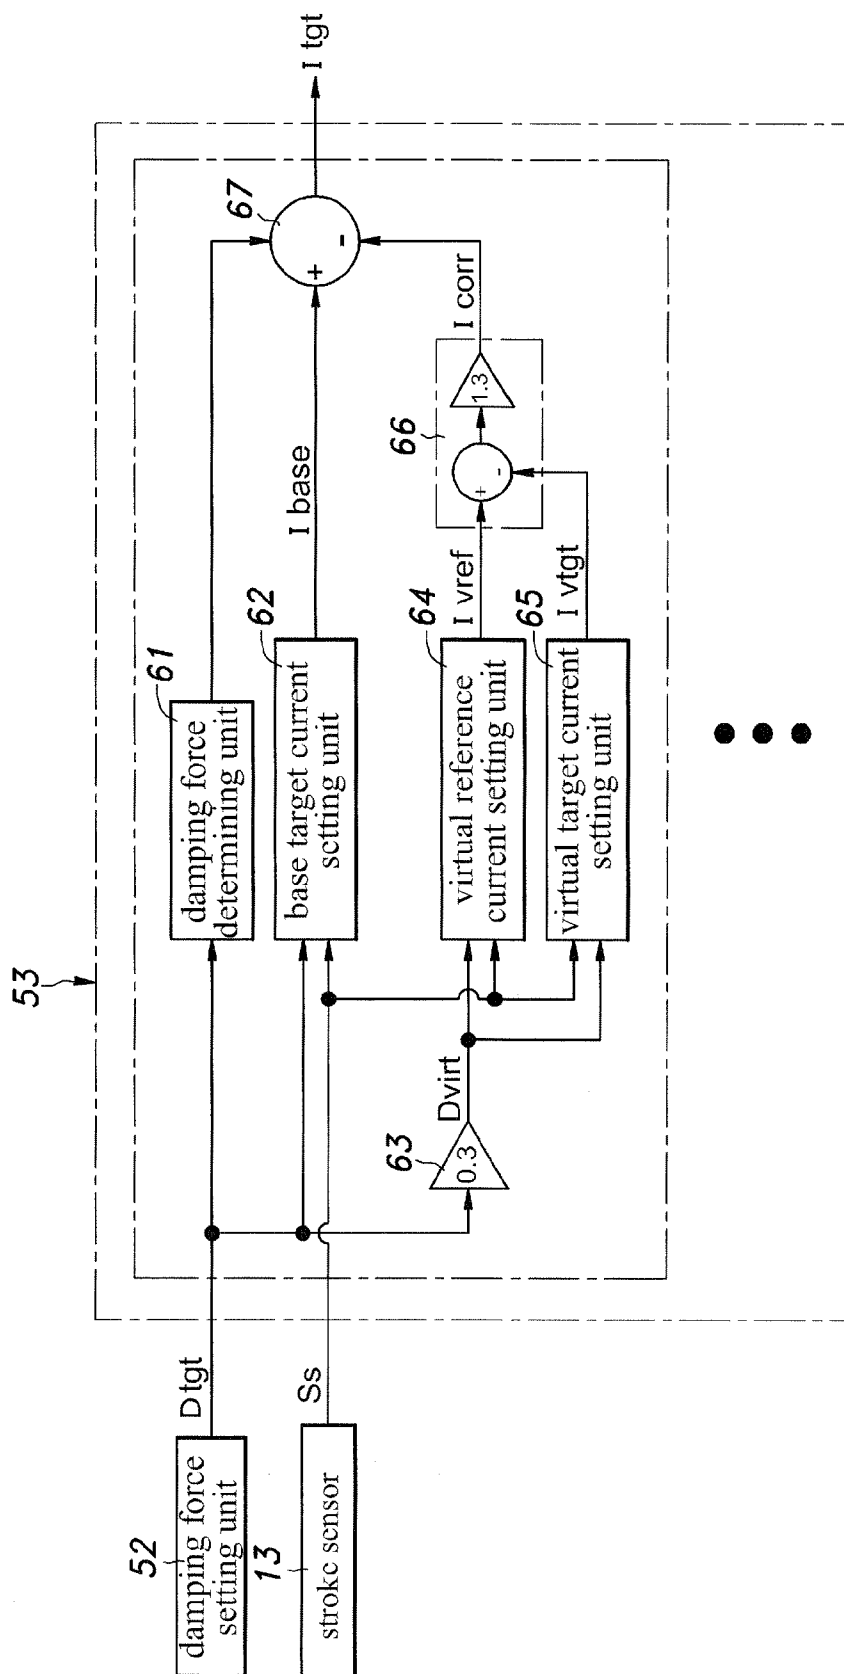 52
damping force
setting unit
13
stroke sensor
D tgt
Ss
53
61
damping force
determining unit
62
base target current
setting unit
63
0.3
Dvirt
64
virtual reference
current setting unit
65
virtual target current
setting unit
I base
I vref
I vtgt
66
+
-
1.3
I corr
67
+
-
I tgt